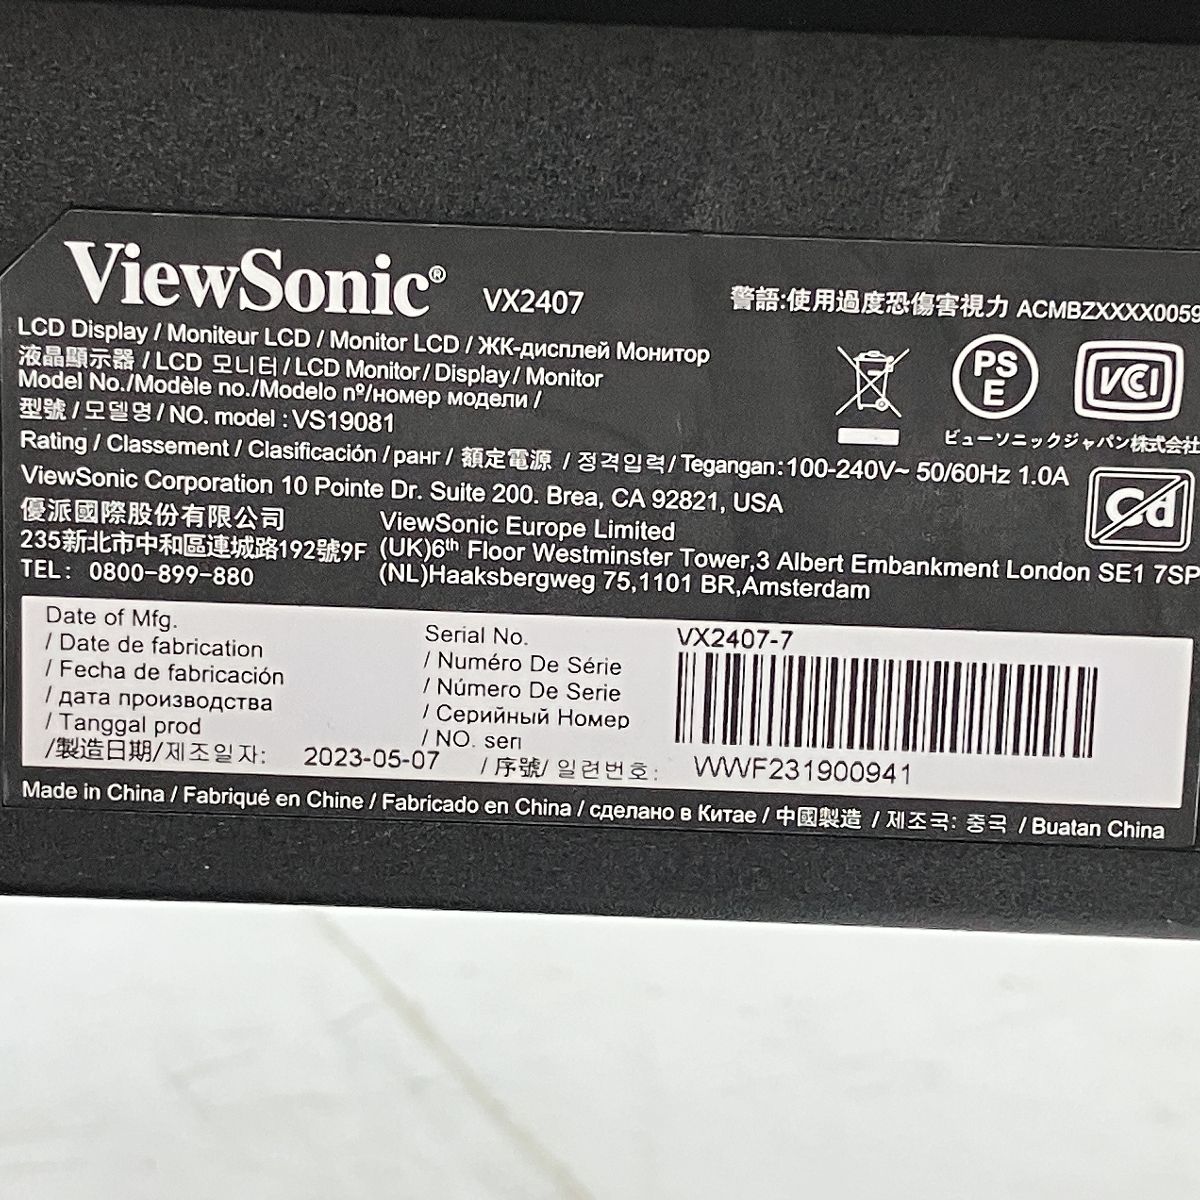 ViewSonic® VX2407
警語:使用過度恐傷害視力 ACMBZXXXX0059
LCD Display / Moniteur LCD / Monitor LCD / ЖК-дисплей Монитор
液晶顯示器 / LCD 모니터 / LCD Monitor / Display / Monitor
Model No./Modèle no./Modelo nº/номер модели /
型號 / 모델명 / NO. model : VS19081
PS
E
VCCI
ビューソニックジャパン株式会社
Rating / Classement / Clasificación / ранг / 額定電源 / 정격입력 / Tegangan:100-240V~ 50/60Hz 1.0A
Cd
ViewSonic Corporation 10 Pointe Dr. Suite 200. Brea, CA 92821, USA
優派國際股份有限公司
235新北市中和區連城路192號9F
TEL: 0800-899-880
ViewSonic Europe Limited
(UK)6th Floor Westminster Tower,3 Albert Embankment London SE1 7SP
(NL)Haaksbergweg 75,1101 BR,Amsterdam
Date of Mfg.
/ Date de fabrication
/ Fecha de fabricación
/ дата производства
/ Tanggal prod
/製造日期/제조일자: 2023-05-07
Serial No.
/ Numéro De Série
/ Número De Serie
/ Серийный Номер
/ NO. seri
/ 序號/ 일련번호:
VX2407-7
WWF231900941
Made in China / Fabriqué en Chine / Fabricado en China / сделано в Китае / 中國製造 / 제조국: 중국 / Buatan China